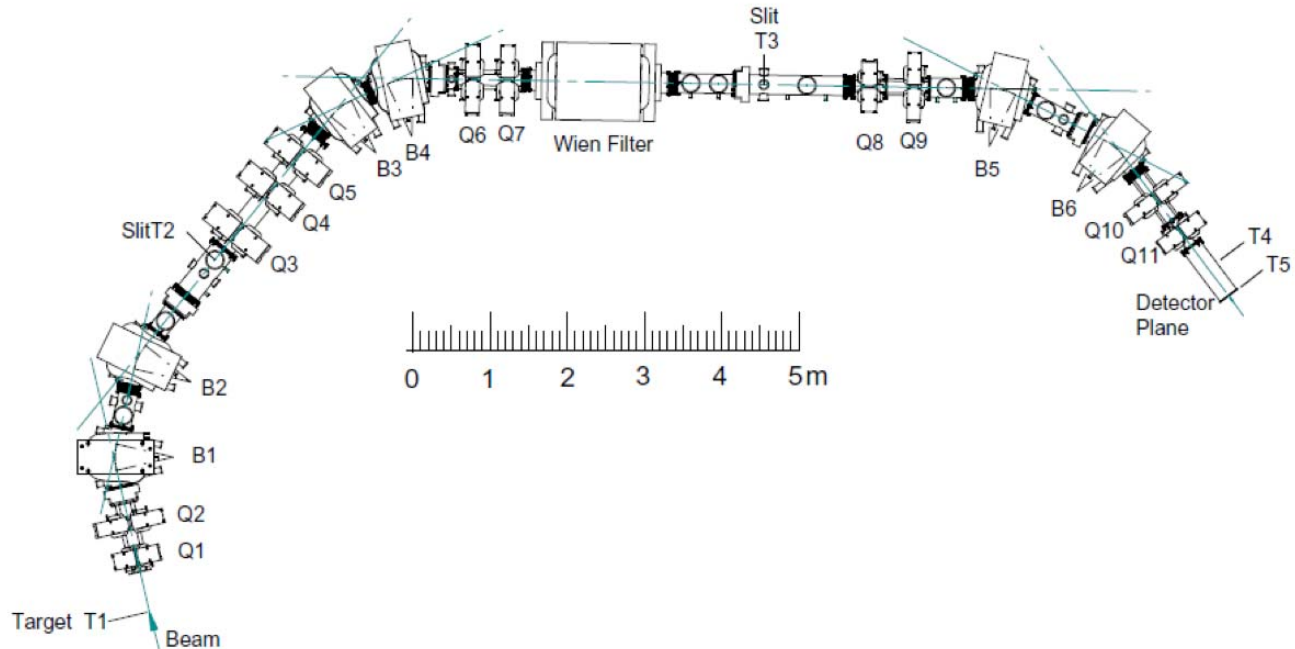 Slit
T3
Q6 Q7
Wien Filter
Q8 Q9
B4
B3
B5
Q5
Q4
B6
Q10
SlitT2
Q3
Q11
T4
T5
Detector
Plane
0 1 2 3 4 5m
B2
B1
Q2
Q1
Target T1
Beam